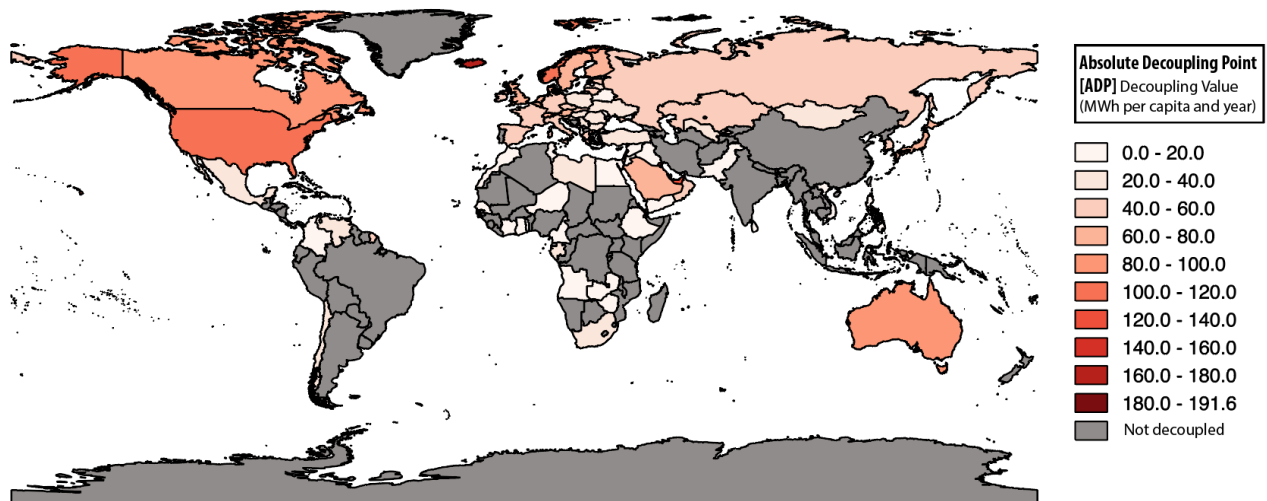 Absolute Decoupling Point
[ADP] Decoupling Value
(MWh per capita and year)
0.0 - 20.0
20.0 - 40.0
40.0 - 60.0
60.0 - 80.0
80.0 - 100.0
100.0 - 120.0
120.0 - 140.0
140.0 - 160.0
160.0 - 180.0
180.0 - 191.6
Not decoupled